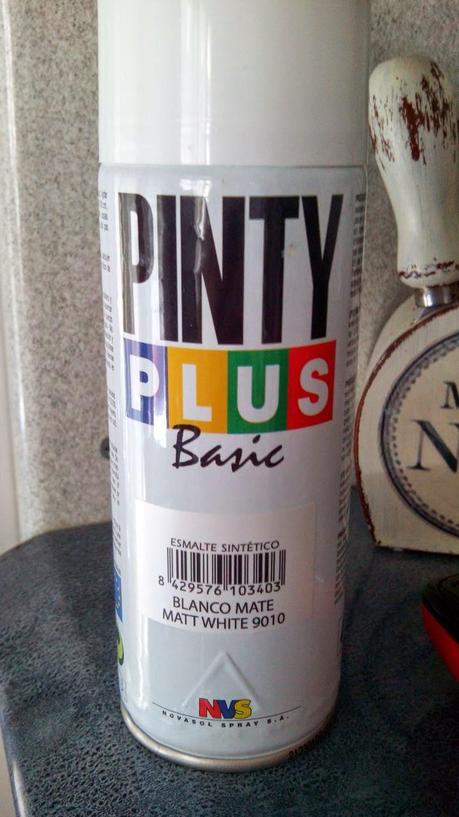 PINTY
PLUS
Basic
ESMALTE SINTÉTICO
8 429576 103403
BLANCO MATE
MATT WHITE 9010
NVS
NOVASOL SPRAY S.A.
M
N